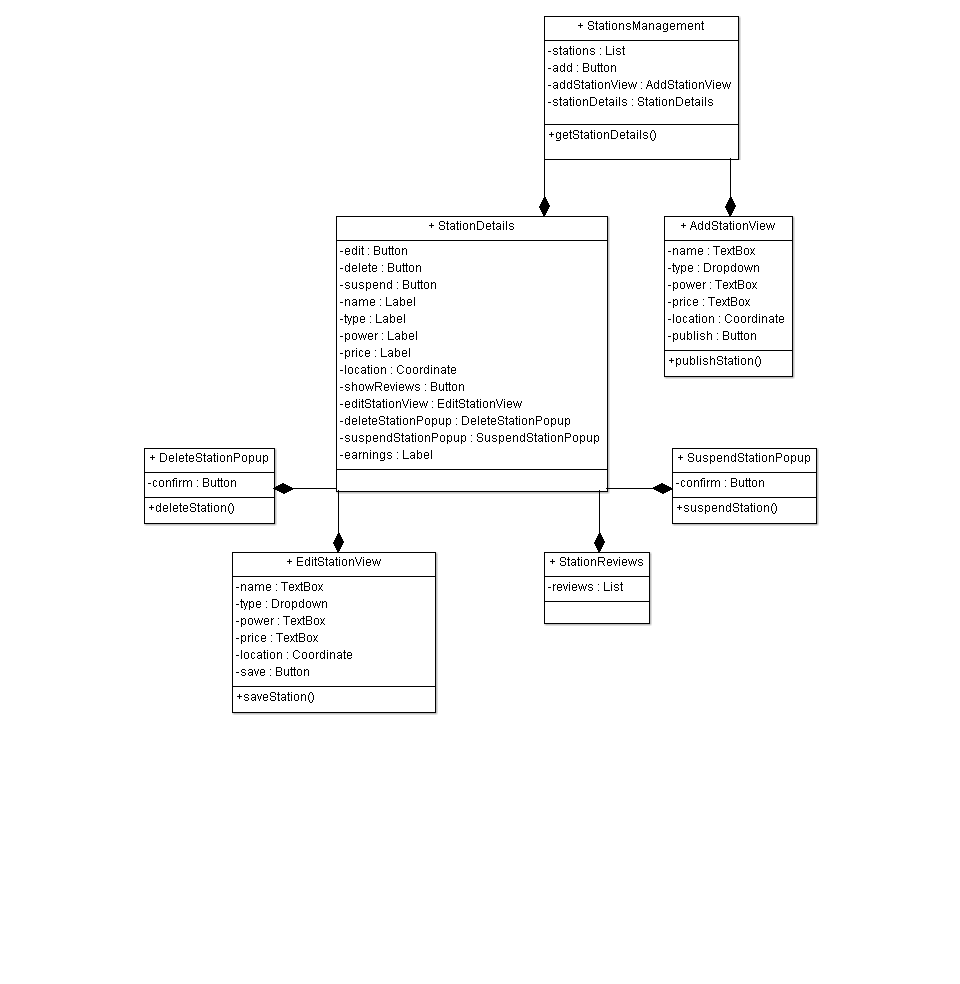 + StationsManagement
-stations : List
-add : Button
-addStationView : AddStationView
-stationDetails : StationDetails
+getStationDetails()
+ StationDetails
-edit : Button
-delete : Button
-suspend : Button
-name : Label
-type : Label
-power : Label
-price : Label
-location : Coordinate
-showReviews : Button
-editStationView : EditStationView
-deleteStationPopup : DeleteStationPopup
-suspendStationPopup : SuspendStationPopup
-earnings : Label
+ AddStationView
-name : TextBox
-type : Dropdown
-power : TextBox
-price : TextBox
-location : Coordinate
-publish : Button
+publishStation()
+ DeleteStationPopup
-confirm : Button
+deleteStation()
+ SuspendStationPopup
-confirm : Button
+suspendStation()
+ EditStationView
-name : TextBox
-type : Dropdown
-power : TextBox
-price : TextBox
-location : Coordinate
-save : Button
+saveStation()
+ StationReviews
-reviews : List